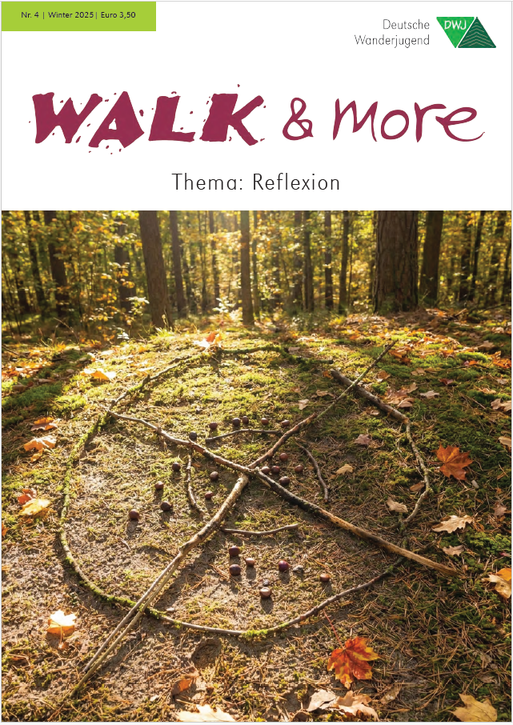 Nr. 4 | Winter 2025| Euro 3,50
Deutsche
Wanderjugend
DWJ
WALK & more
Thema: Reflexion